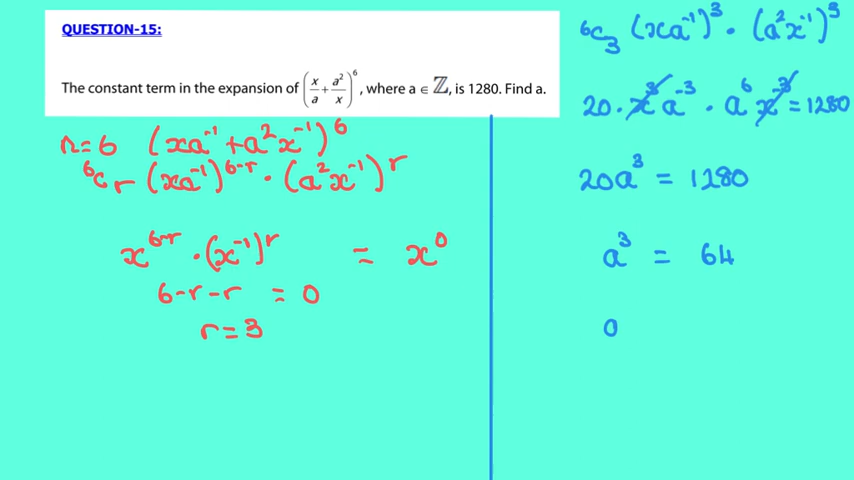 QUESTION-15:
The constant term in the expansion of (x/a + a²/x)⁶, where a ∈ ℤ, is 1280. Find a.
n=6 (xa⁻¹ + a²x⁻¹)⁶
⁶Cᵣ (xa⁻¹)⁶⁻ʳ · (a²x⁻¹)ʳ
x⁶⁻ʳ · (x⁻¹)ʳ = x⁰
6-r-r = 0
r=3
⁶C₃ (xa⁻¹)³ · (a²x⁻¹)³
20 · x³a⁻³ · a⁶x⁻³ = 1280
20a³ = 1280
a³ = 64